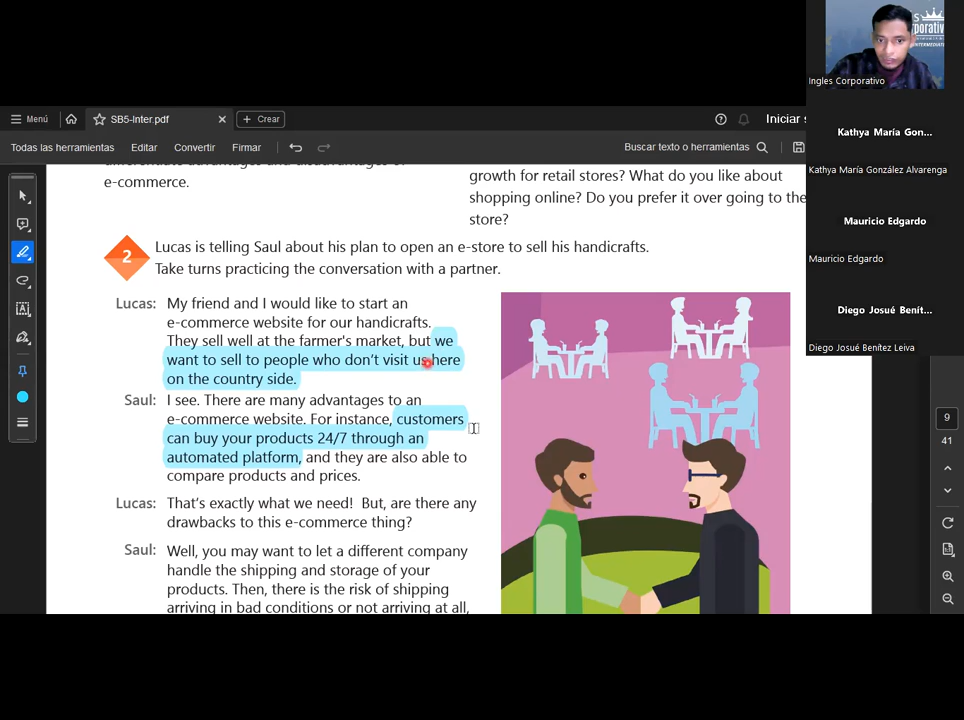 Menú
SB5-Inter.pdf
Crear
Iniciar s
Todas las herramientas
Editar
Convertir
Firmar
Buscar texto o herramientas
e-commerce.
growth for retail stores? What do you like about
shopping online? Do you prefer it over going to the
store?
2
Lucas is telling Saul about his plan to open an e-store to sell his handicrafts.
Take turns practicing the conversation with a partner.
Lucas: My friend and I would like to start an
e-commerce website for our handicrafts.
They sell well at the farmer's market, but we
want to sell to people who don't visit us here
on the country side.
Saul: I see. There are many advantages to an
e-commerce website. For instance, customers
can buy your products 24/7 through an
automated platform, and they are also able to
compare products and prices.
Lucas: That's exactly what we need! But, are there any
drawbacks to this e-commerce thing?
Saul: Well, you may want to let a different company
handle the shipping and storage of your
products. Then, there is the risk of shipping
arriving in bad conditions or not arriving at all,
Ingles Corporativo
Kathya María Gon...
Kathya María González Alvarenga
Mauricio Edgardo
Mauricio Edgardo
Diego Josué Benít...
Diego Josué Benítez Leiva
9
41